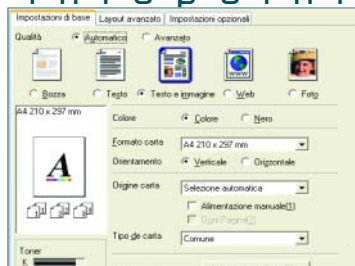 Impostazioni di base Layout avanzato Impostazioni opzionali
Qualità Automatico Avanzato
WWW
Bozza Testo Testo e immagine Web Foto
A4 210 x 297 mm
Colore Colore Nero
Formato carta A4 210 x 297 mm
Orientamento Verticale Orizzontale
A
Origine carta Selezione automatica
Alimentazione manuale(1)
Ogni Pagina(2)
Tipo de carta Comune
Toner
K